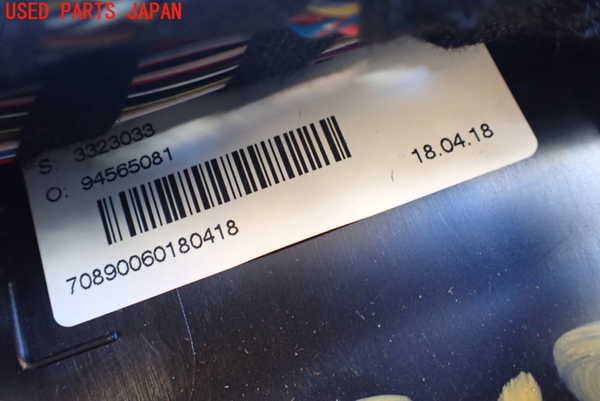 USED PARTS JAPAN
S: 3323033
O: 94565081
18.04.18
70890060180418